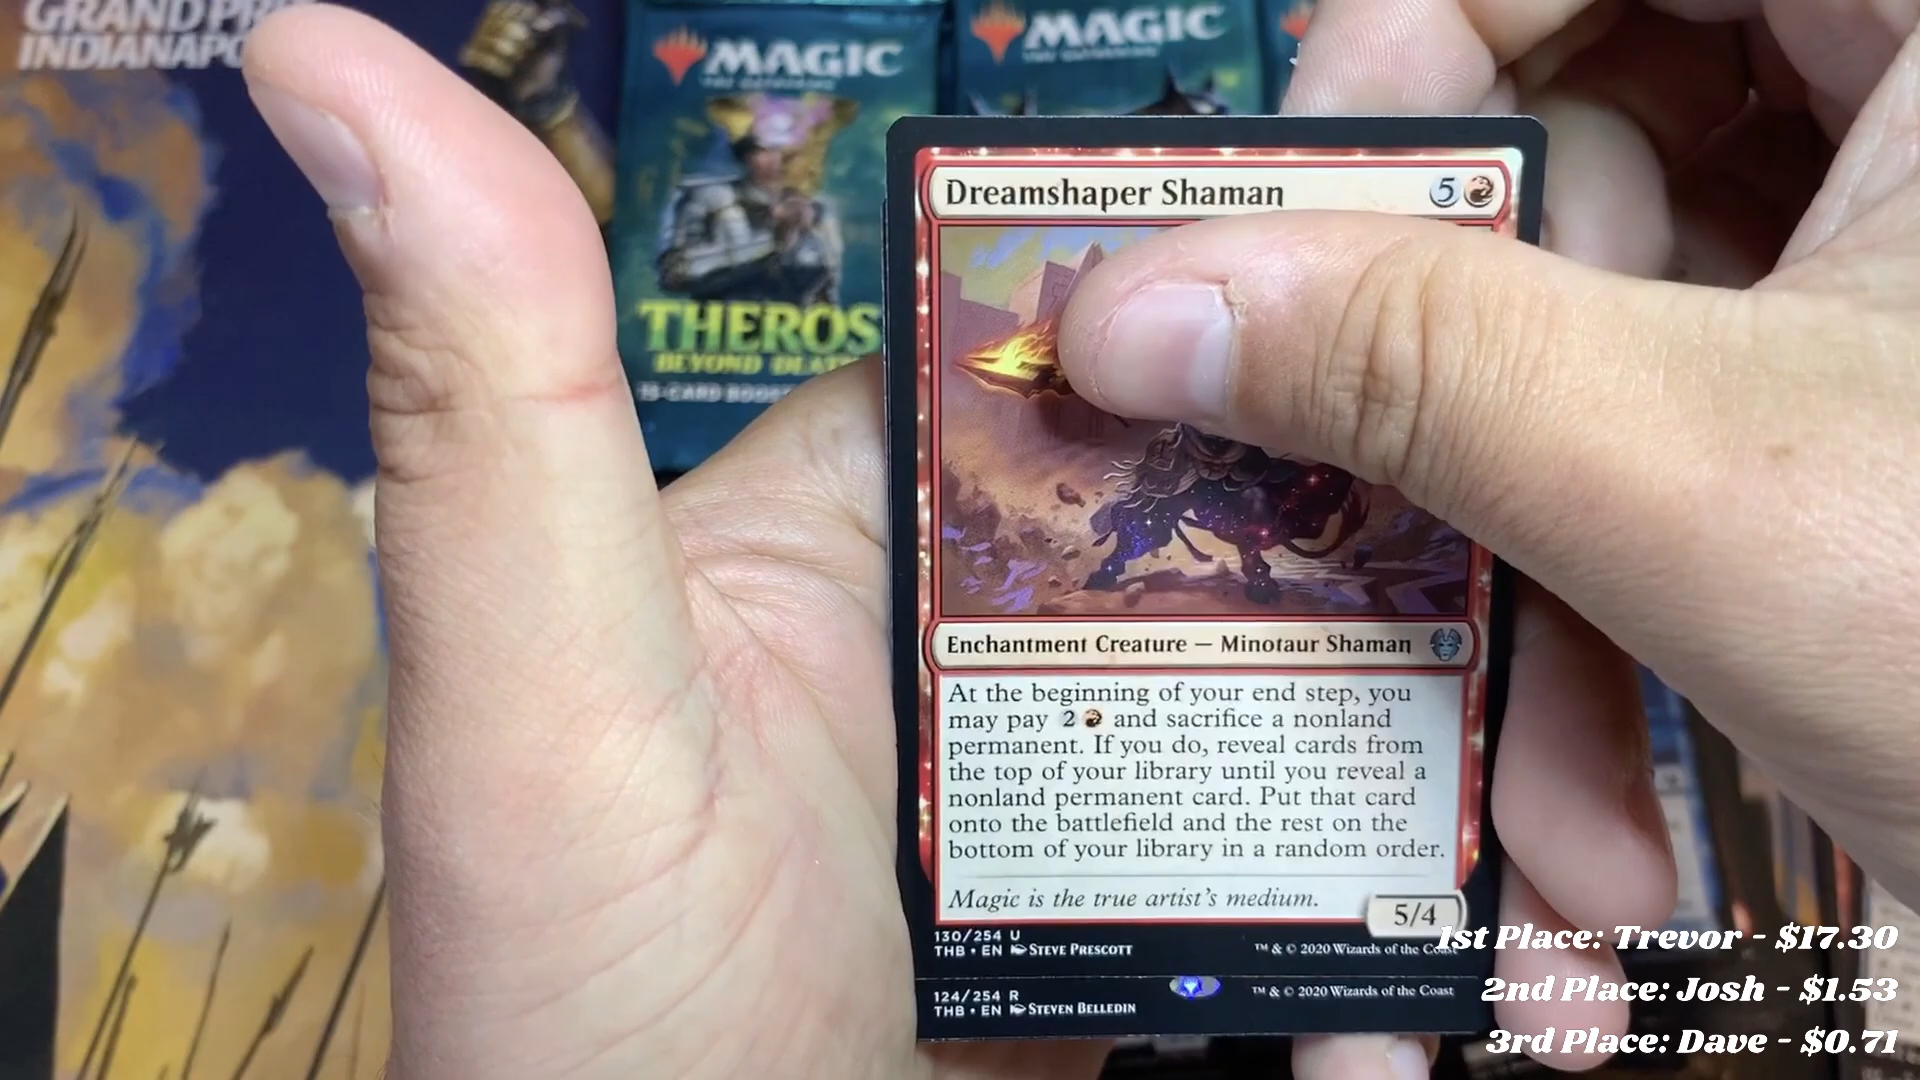 GRAND PRIX
INDIANAPO
MAGIC
THE GATHERING
THEROS
BEYOND DEATH
15-CARD BOOS
MAGIC
Dreamshaper Shaman 5
Enchantment Creature — Minotaur Shaman
At the beginning of your end step, you
may pay 2 and sacrifice a nonland
permanent. If you do, reveal cards from
the top of your library until you reveal a
nonland permanent card. Put that card
onto the battlefield and the rest on the
bottom of your library in a random order.
Magic is the true artist's medium.
5/4
130/254 U
THB • EN STEVE PRESCOTT
™ & © 2020 Wizards of the Coast
124/254 R
THB • EN STEVEN BELLEDIN
™ & © 2020 Wizards of the Coast
1st Place: Trevor - $17.30
2nd Place: Josh - $1.53
3rd Place: Dave - $0.71